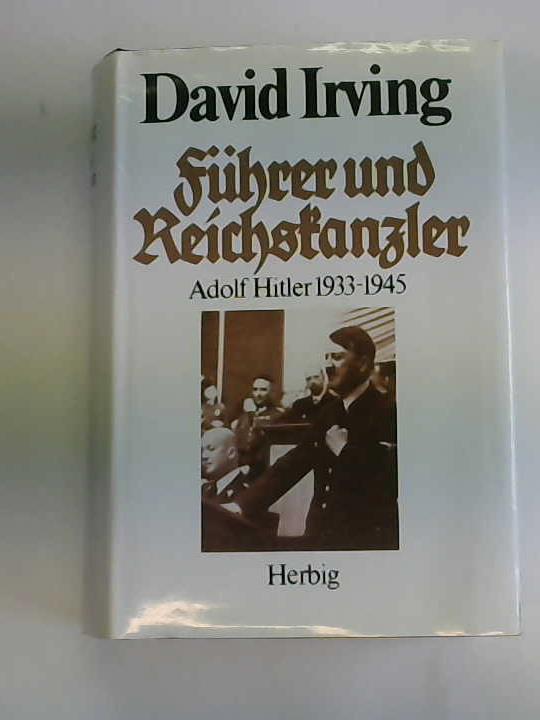 David Irving
Führer und
Reichskanzler
Adolf Hitler 1933-1945
Herbig